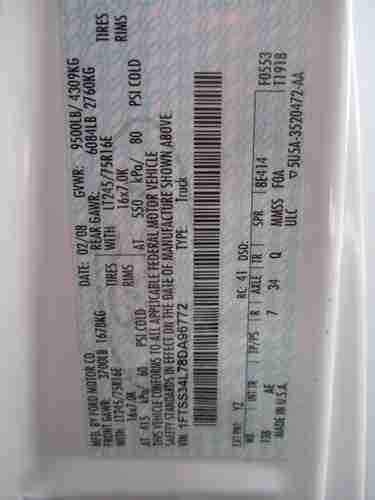 MFD BY FORD MOTOR CO.
DATE: 02/08 GVWR: 9500LB/ 4309KG
FRONT GAWR: 3700LB 1678KG REAR GAWR: 6084LB 2760KG
WITH LT245/75R16E TIRES WITH LT245/75R16E TIRES
16x7.0K RIMS 16x7.0K RIMS
AT 415 kPa/ 60 PSI COLD AT 550 kPa/ 80 PSI COLD
THIS VEHICLE CONFORMS TO ALL APPLICABLE FEDERAL MOTOR VEHICLE
SAFETY STANDARDS IN EFFECT ON THE DATE OF MANUFACTURE SHOWN ABOVE.
VIN: 1FTSS34L78DA96772
TYPE: Truck
F0553
T1918
EXT PNT: YZ RC: 41 DSO:
WB INT TR TP/PS R AXLE TR SPR BE414
138 AE 7 34 Q MMSS FOA
MADE IN U.S.A. ULC 5U5A-3520472-AA